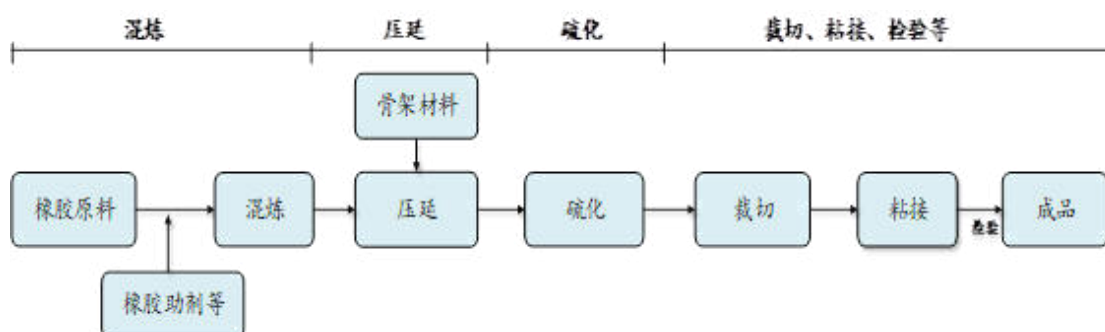 混炼 压延 硫化 裁切、粘接、检验等
骨架材料
橡胶原料 混炼 压延 硫化 裁切 粘接 检验 成品
橡胶助剂等